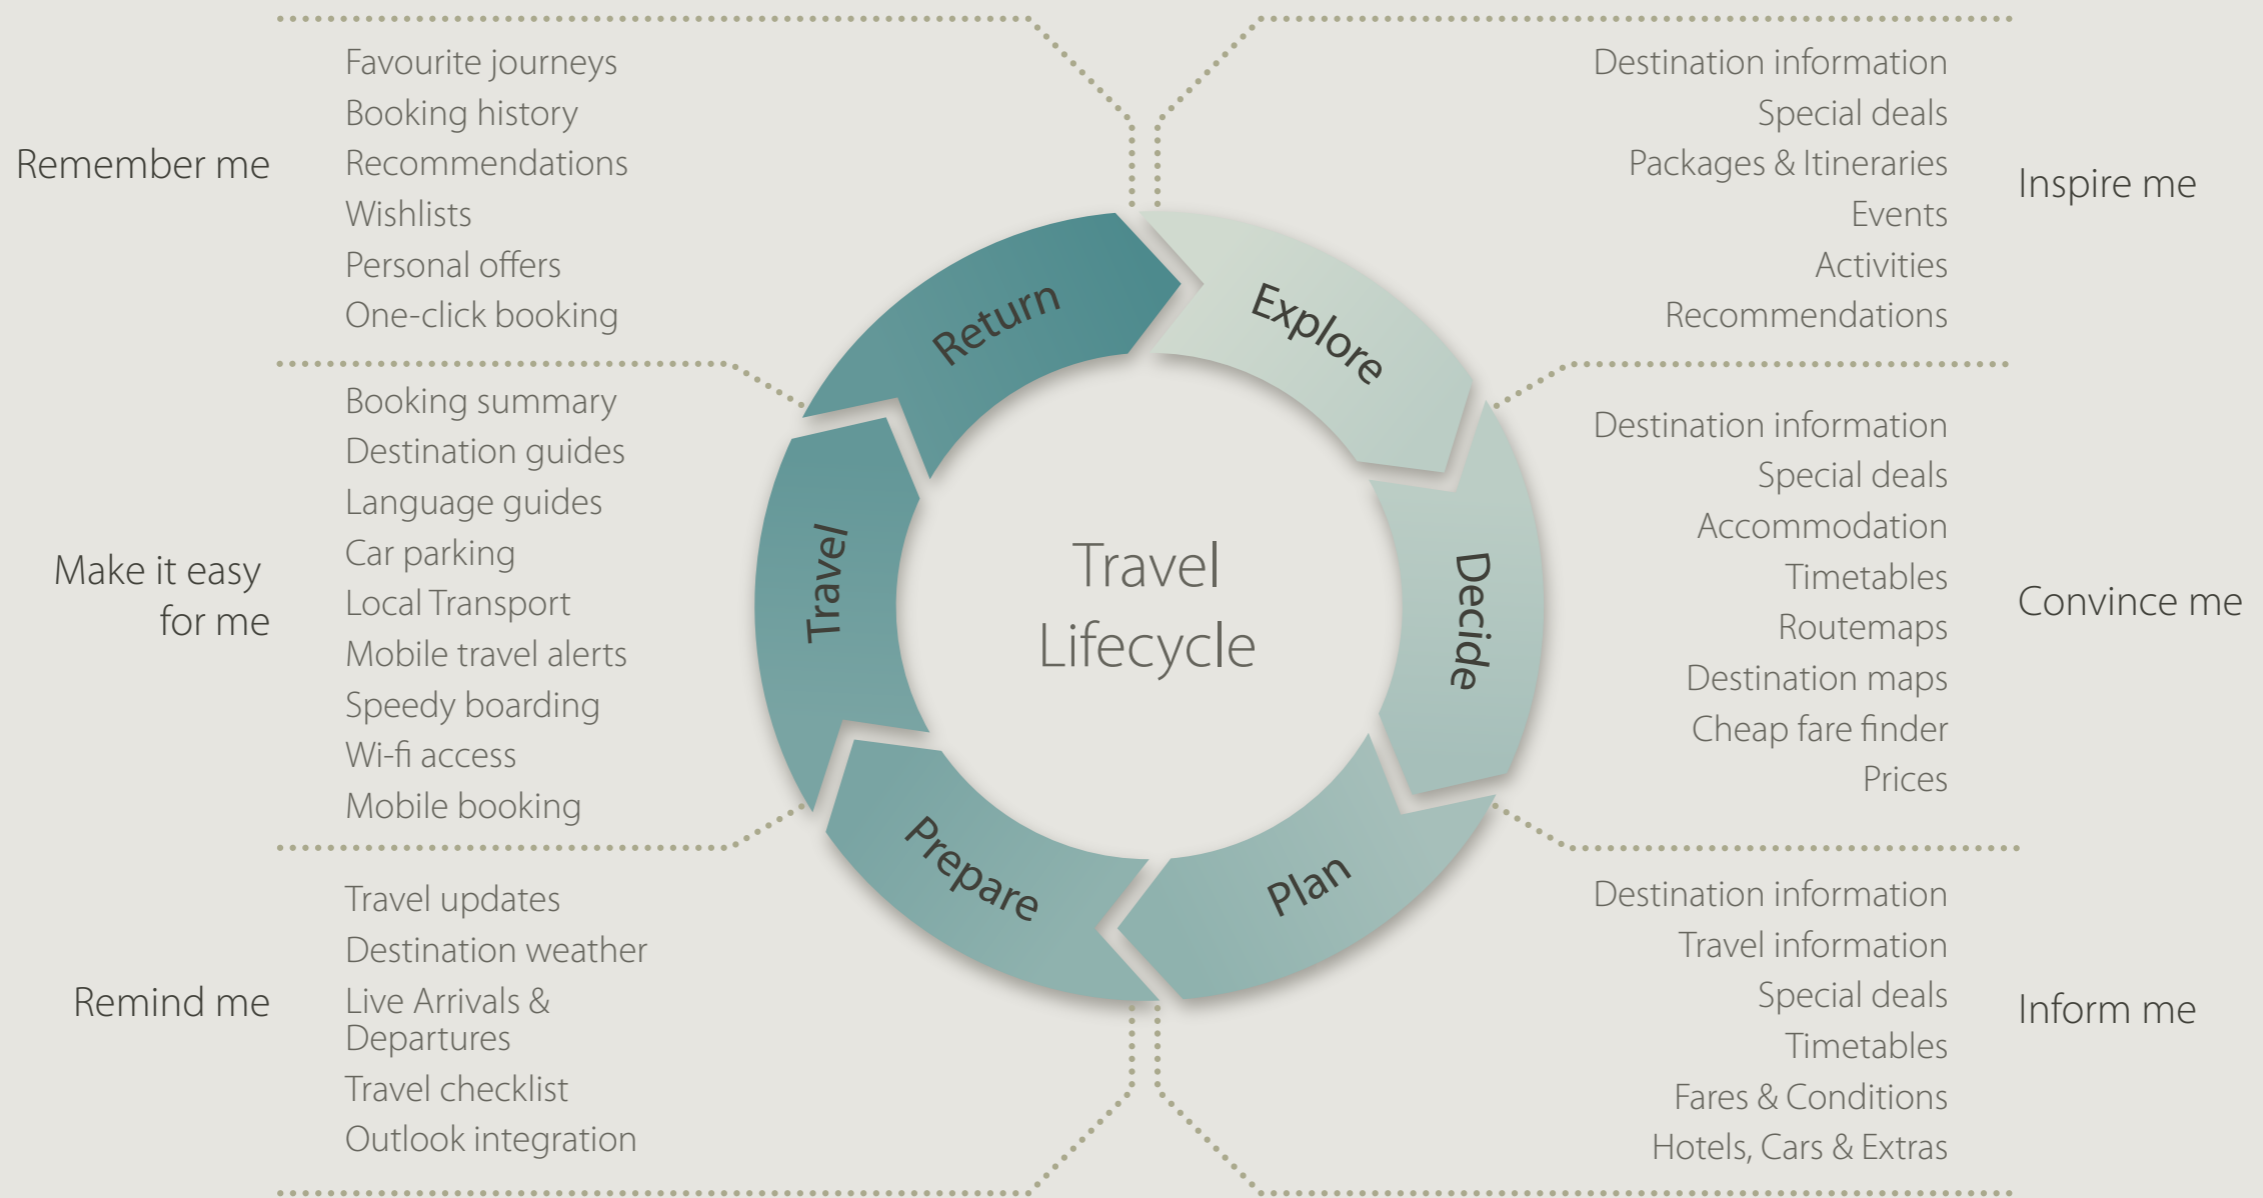 Remember me
Favourite journeys
Booking history
Recommendations
Wishlists
Personal offers
One-click booking
Make it easy
for me
Booking summary
Destination guides
Language guides
Car parking
Local Transport
Mobile travel alerts
Speedy boarding
Wi-fi access
Mobile booking
Remind me
Travel updates
Destination weather
Live Arrivals &
Departures
Travel checklist
Outlook integration
Return
Explore
Travel
Decide
Prepare
Plan
Travel
Lifecycle
Destination information
Special deals
Packages & Itineraries
Events
Activities
Recommendations
Inspire me
Destination information
Special deals
Accommodation
Timetables
Routemaps
Destination maps
Cheap fare finder
Prices
Convince me
Destination information
Travel information
Special deals
Timetables
Fares & Conditions
Hotels, Cars & Extras
Inform me